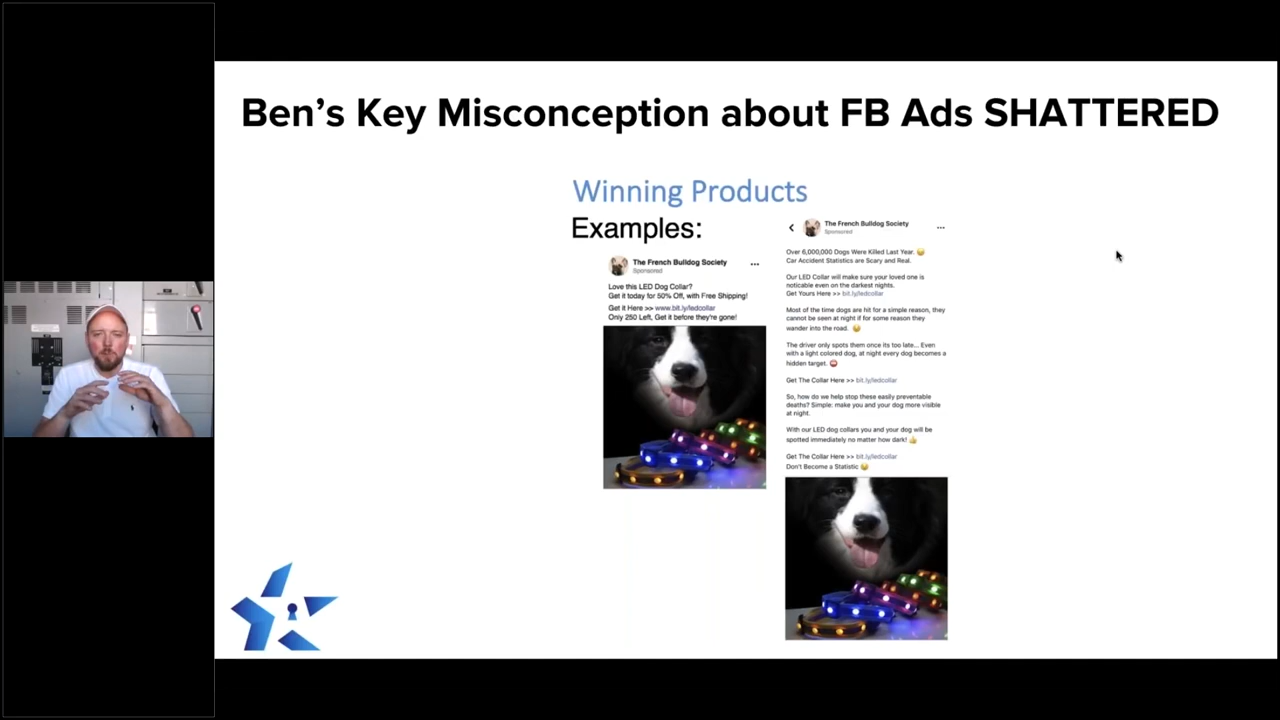 Ben's Key Misconception about FB Ads SHATTERED
Winning Products
Examples:
The French Bulldog Society
Sponsored
Love this LED Dog Collar?
Get it today for 50% Off, with Free Shipping!
Get it Here >> www.bit.ly/ledcollar
Only 250 Left, Get it before they're gone!
The French Bulldog Society
Sponsored
Over 6,000,000 Dogs Were Killed Last Year. 😢
Car Accident Statistics are Scary and Real.
Our LED Collar will make sure your loved one is
noticable even on the darkest nights.
Get Yours Here >> bit.ly/ledcollar
Most of the time dogs are hit for a simple reason, they
cannot be seen at night if for some reason they
wander into the road. 😢
The driver only spots them once its too late... Even
with a light colored dog, at night every dog becomes a
hidden target. 😡
Get The Collar Here >> bit.ly/ledcollar
So, how do we help stop these easily preventable
deaths? Simple: make you and your dog more visible
at night.
With our LED dog collars you and your dog will be
spotted immediately no matter how dark! 👍
Get The Collar Here >> bit.ly/ledcollar
Don't Become a Statistic 😢